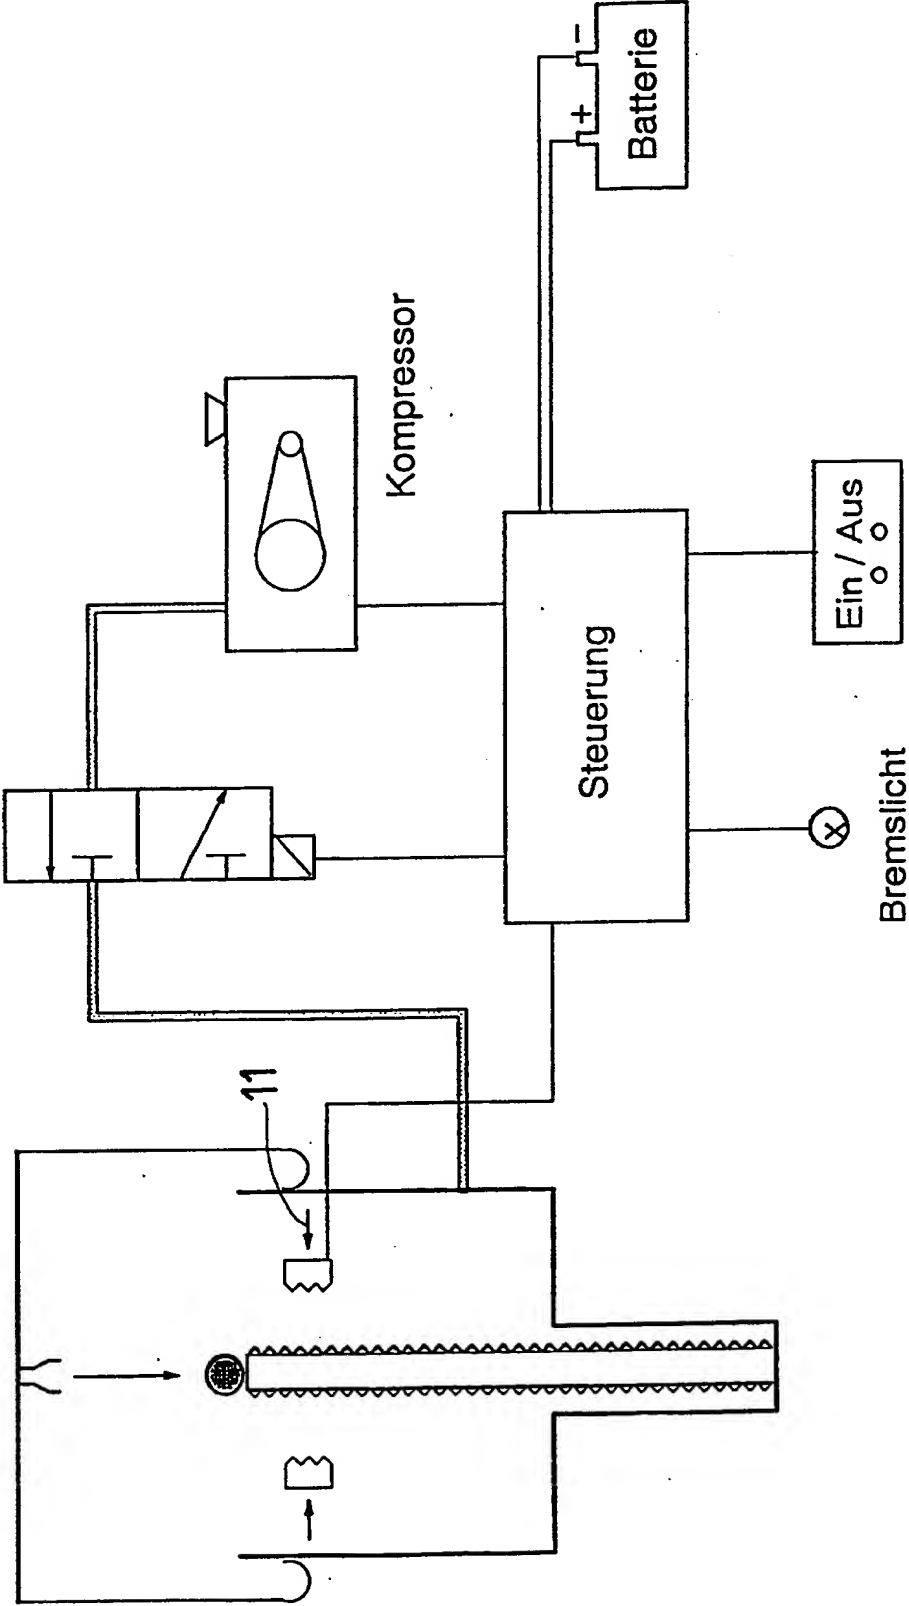 11
Kompressor
Steuerung
+ −
Batterie
Bremslicht
Ein / Aus